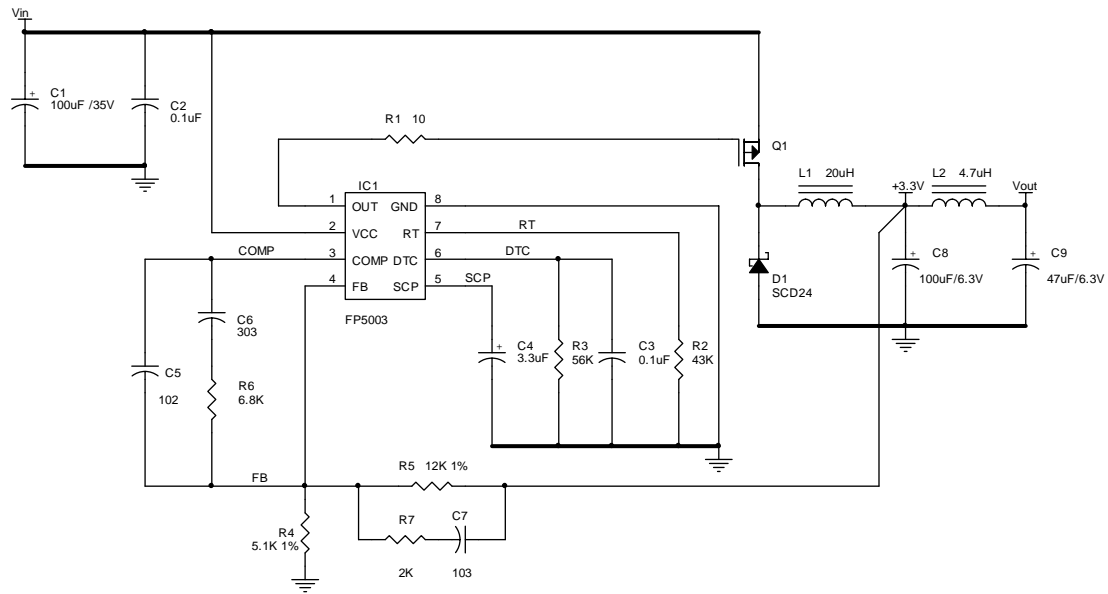 Vin
C1
100uF /35V
C2
0.1uF
R1 10
Q1
IC1
1 OUT GND 8
2 VCC RT 7
3 COMP DTC 6
4 FB SCP 5
FP5003
COMP
RT
DTC
SCP
L1 20uH
+3.3V
L2 4.7uH
Vout
D1
SCD24
C8
100uF/6.3V
C9
47uF/6.3V
C6
303
C5
102
R6
6.8K
C4
3.3uF
R3
56K
C3
0.1uF
R2
43K
FB
R5 12K 1%
R4
5.1K 1%
R7
2K
C7
103